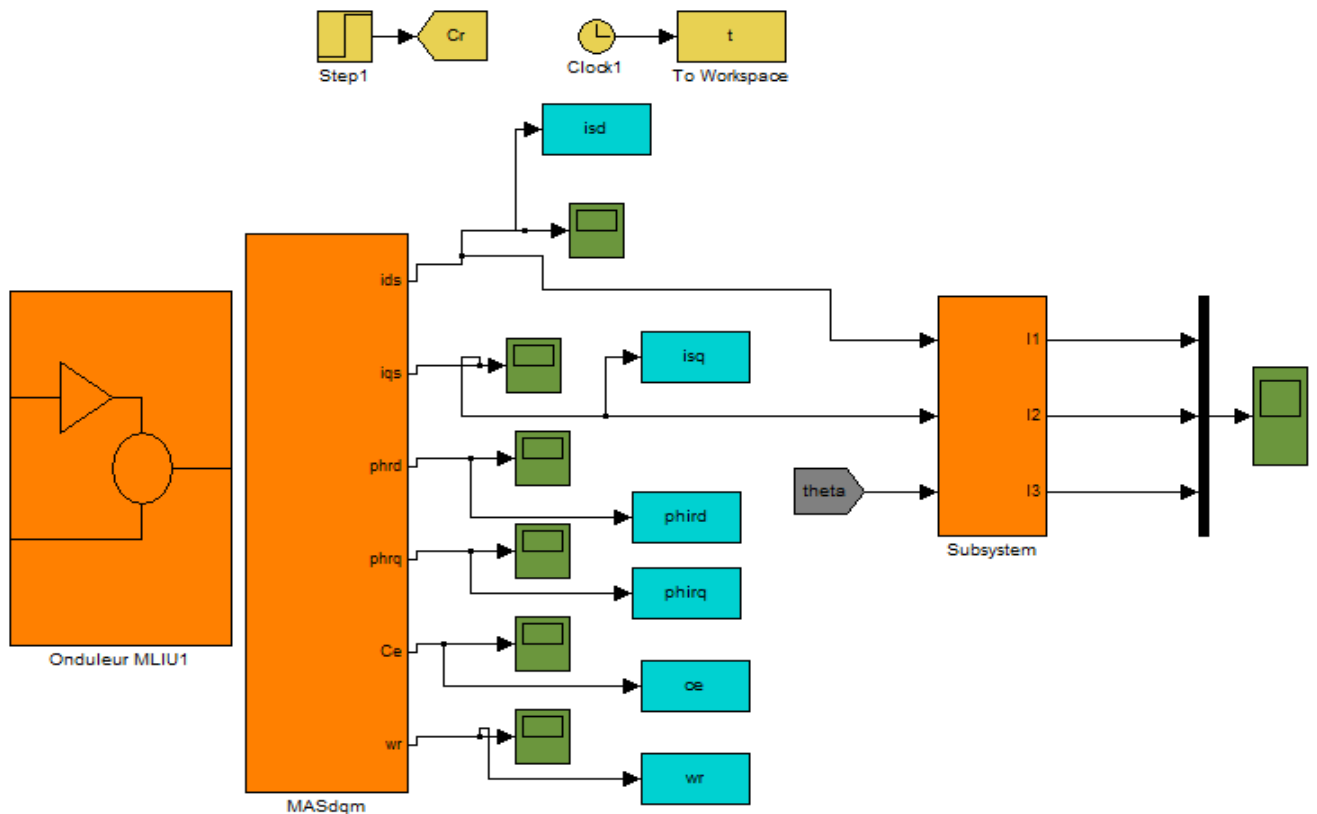 Cr
t
Step1
Clock1
To Workspace
isd
ids
I1
isq
iqs
I2
phrd
theta
I3
phird
Subsystem
phrq
phirq
Ce
Onduleur MLIU1
ce
wr
wr
MASdqm